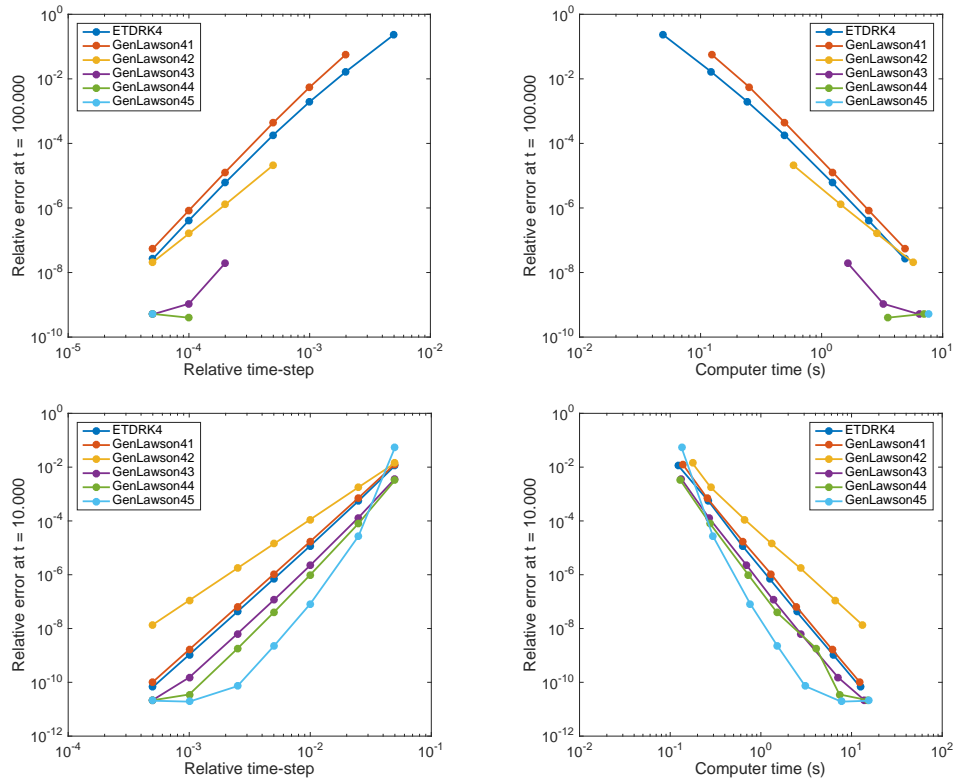 ETDRK4
GenLawson41
GenLawson42
GenLawson43
GenLawson44
GenLawson45
10^0
10^-2
10^-4
10^-6
10^-8
10^-10
10^-5
10^-4
10^-3
10^-2
Relative error at t = 100.000
Relative time-step
ETDRK4
GenLawson41
GenLawson42
GenLawson43
GenLawson44
GenLawson45
10^0
10^-2
10^-4
10^-6
10^-8
10^-10
10^-2
10^-1
10^0
10^1
Relative error at t = 100.000
Computer time (s)
ETDRK4
GenLawson41
GenLawson42
GenLawson43
GenLawson44
GenLawson45
10^0
10^-2
10^-4
10^-6
10^-8
10^-10
10^-12
10^-4
10^-3
10^-2
10^-1
Relative error at t = 10.000
Relative time-step
ETDRK4
GenLawson41
GenLawson42
GenLawson43
GenLawson44
GenLawson45
10^0
10^-2
10^-4
10^-6
10^-8
10^-10
10^-12
10^-2
10^-1
10^0
10^1
10^2
Relative error at t = 10.000
Computer time (s)